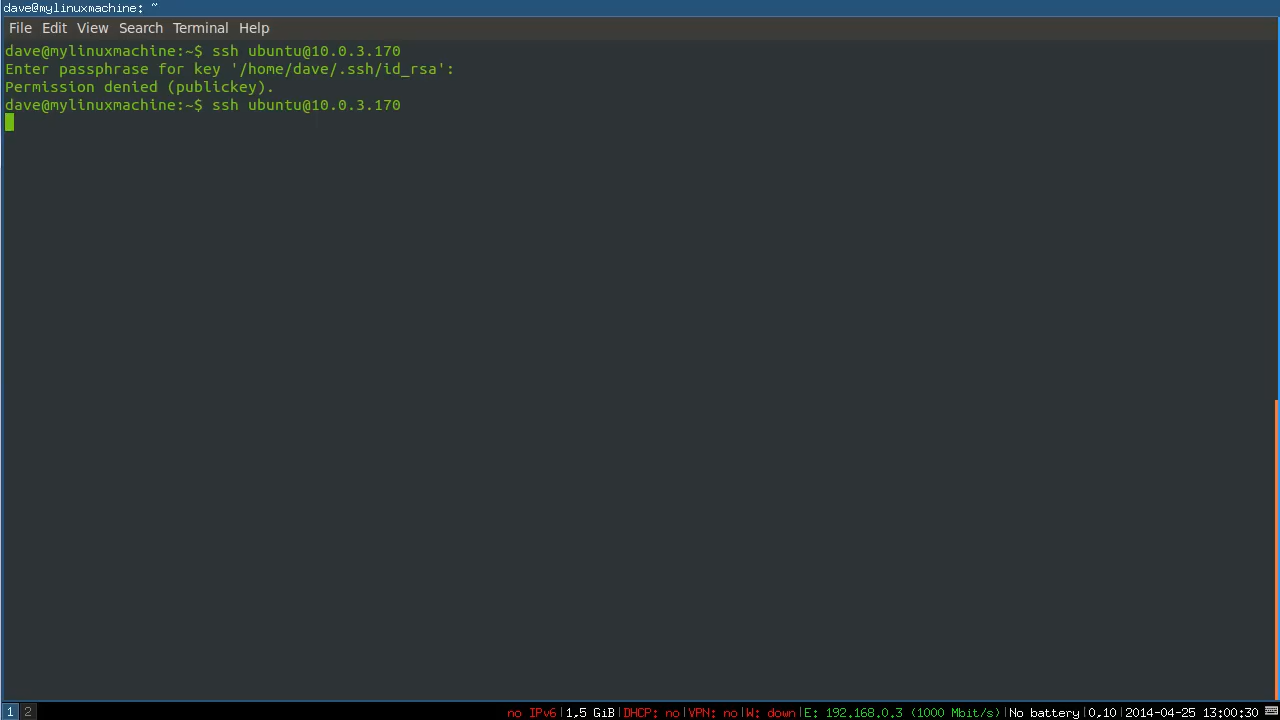 dave@mylinuxmachine: ~
File Edit View Search Terminal Help
dave@mylinuxmachine:~$ ssh ubuntu@10.0.3.170
Enter passphrase for key '/home/dave/.ssh/id_rsa':
Permission denied (publickey).
dave@mylinuxmachine:~$ ssh ubuntu@10.0.3.170
1 2 no IPv6|1,5 GiB|DHCP: no|VPN: no|W: down|E: 192.168.0.3 (1000 Mbit/s)|No battery|0.10|2014-04-25 13:00:30